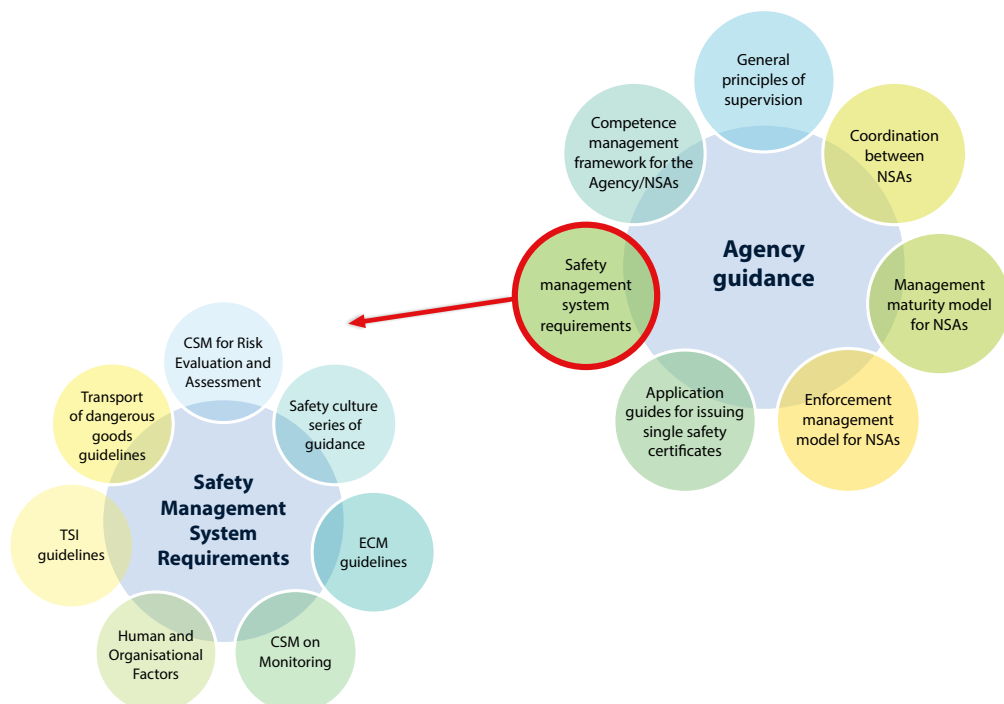 General
principles of
supervision
Competence
management
framework for the
Agency/NSAs
Coordination
between
NSAs
Agency
guidance
Safety
management
system
requirements
Management
maturity model
for NSAs
Application
guides for issuing
single safety
certificates
Enforcement
management
model for NSAs
CSM for Risk
Evaluation and
Assessment
Transport
of dangerous
goods
guidelines
Safety culture
series of
guidance
Safety
Management
System
Requirements
TSI
guidelines
ECM
guidelines
Human and
Organisational
Factors
CSM on
Monitoring